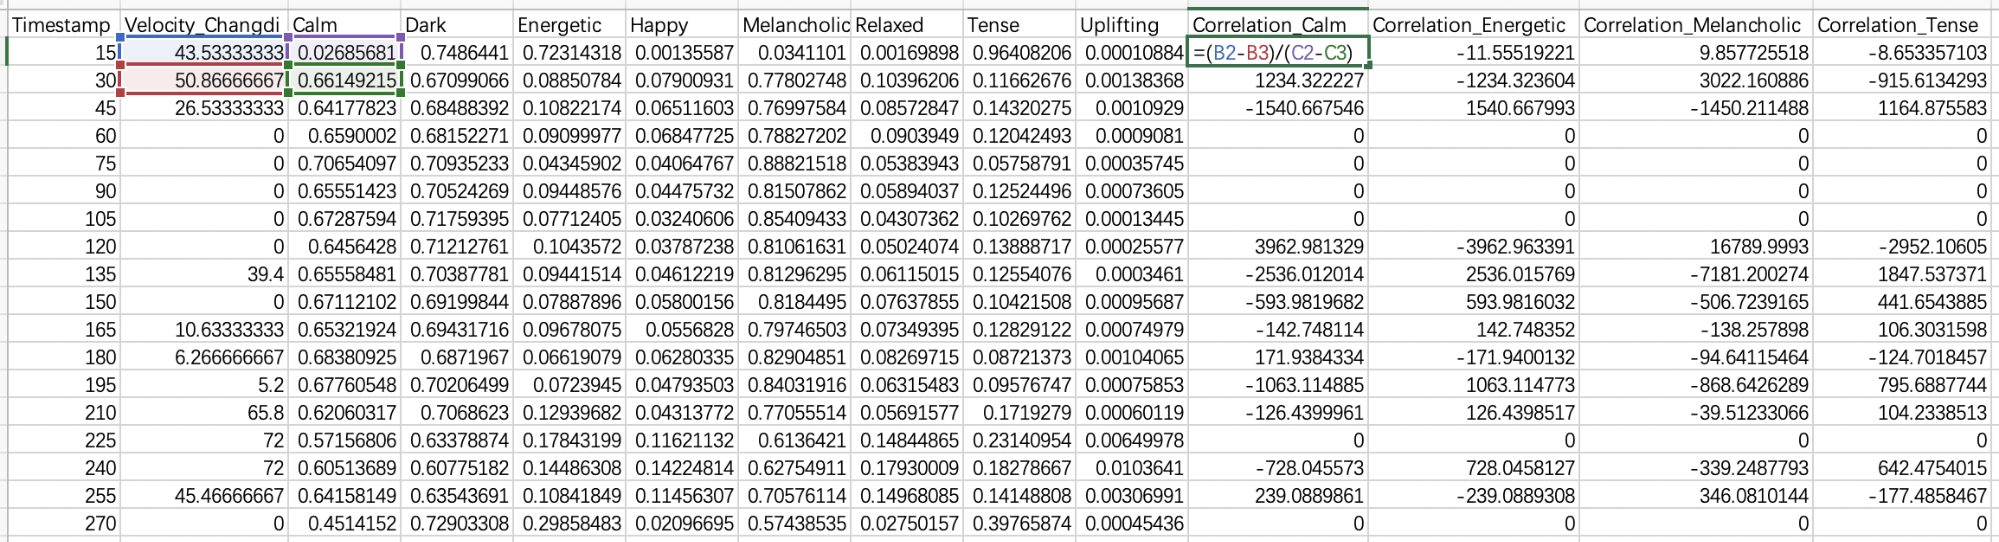 Timestamp Velocity_Changdi Calm Dark Energetic Happy Melancholic Relaxed Tense Uplifting Correlation_Calm Correlation_Energetic Correlation_Melancholic Correlation_Tense
15 43.53333333 0.02685681 0.7486441 0.72314318 0.00135587 0.0341101 0.00169898 0.96408206 0.00010884 =(B2-B3)/(C2-C3) -11.55519221 9.857725518 -8.653357103
30 50.86666667 0.66149215 0.67099066 0.08850784 0.07900931 0.77802748 0.10396206 0.11662676 0.00138368 1234.322227 -1234.323604 3022.160886 -915.6134293
45 26.53333333 0.64177823 0.68488392 0.10822174 0.06511603 0.76997584 0.08572847 0.14320275 0.0010929 -1540.667546 1540.667993 -1450.211488 1164.875583
60 0 0.6590002 0.68152271 0.09099977 0.06847725 0.78827202 0.0903949 0.12042493 0.0009081 0 0 0 0
75 0 0.70654097 0.70935233 0.04345902 0.04064767 0.88821518 0.05383943 0.05758791 0.00035745 0 0 0 0
90 0 0.65551423 0.70524269 0.09448576 0.04475732 0.81507862 0.05894037 0.12524496 0.00073605 0 0 0 0
105 0 0.67287594 0.71759395 0.07712405 0.03240606 0.85409433 0.04307362 0.10269762 0.00013445 0 0 0 0
120 0 0.6456428 0.71212761 0.1043572 0.03787238 0.81061631 0.05024074 0.13888717 0.00025577 3962.981329 -3962.963391 16789.9993 -2952.10605
135 39.4 0.65558481 0.70387781 0.09441514 0.04612219 0.81296295 0.06115015 0.12554076 0.0003461 -2536.012014 2536.015769 -7181.200274 1847.537371
150 0 0.67112102 0.69199844 0.07887896 0.05800156 0.8184495 0.07637855 0.10421508 0.00095687 -593.9819682 593.9816032 -506.7239165 441.6543885
165 10.63333333 0.65321924 0.69431716 0.09678075 0.0556828 0.79746503 0.07349395 0.12829122 0.00074979 -142.748114 142.748352 -138.257898 106.3031598
180 6.266666667 0.68380925 0.6871967 0.06619079 0.06280335 0.82904851 0.08269715 0.08721373 0.00104065 171.9384334 -171.9400132 -94.64115464 -124.7018457
195 5.2 0.67760548 0.70206499 0.0723945 0.04793503 0.84031916 0.06315483 0.09576747 0.00075853 -1063.114885 1063.114773 -868.6426289 795.6887744
210 65.8 0.62060317 0.7068623 0.12939682 0.04313772 0.77055514 0.05691577 0.1719279 0.00060119 -126.4399961 126.4398517 -39.51233066 104.2338513
225 72 0.57156806 0.63378874 0.17843199 0.11621132 0.6136421 0.14844865 0.23140954 0.00649978 0 0 0 0
240 72 0.60513689 0.60775182 0.14486308 0.14224814 0.62754911 0.17930009 0.18278667 0.0103641 -728.045573 728.0458127 -339.2487793 642.4754015
255 45.46666667 0.64158149 0.63543691 0.10841849 0.11456307 0.70576114 0.14968085 0.14148808 0.00306991 239.0889861 -239.0889308 346.0810144 -177.4858467
270 0 0.4514152 0.72903308 0.29858483 0.02096695 0.57438535 0.02750157 0.39765874 0.00045436 0 0 0 0